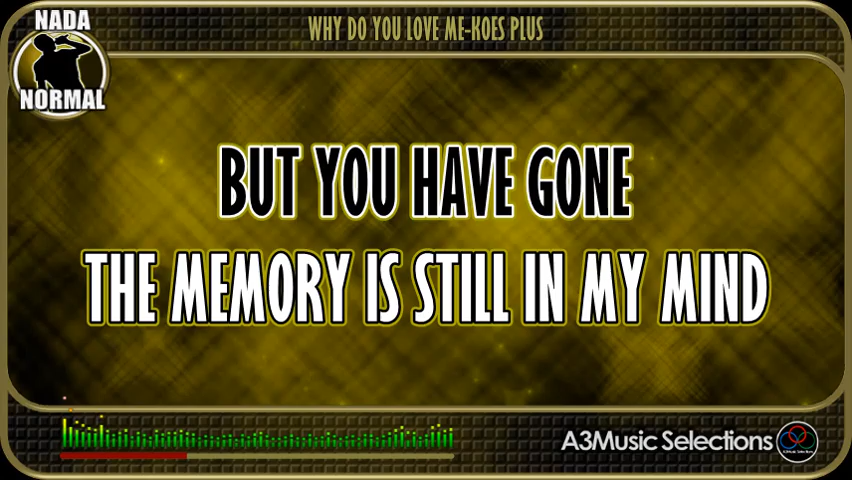 WHY DO YOU LOVE ME-KOES PLUS
NADA
NORMAL
BUT YOU HAVE GONE
THE MEMORY IS STILL IN MY MIND
A3Music Selections